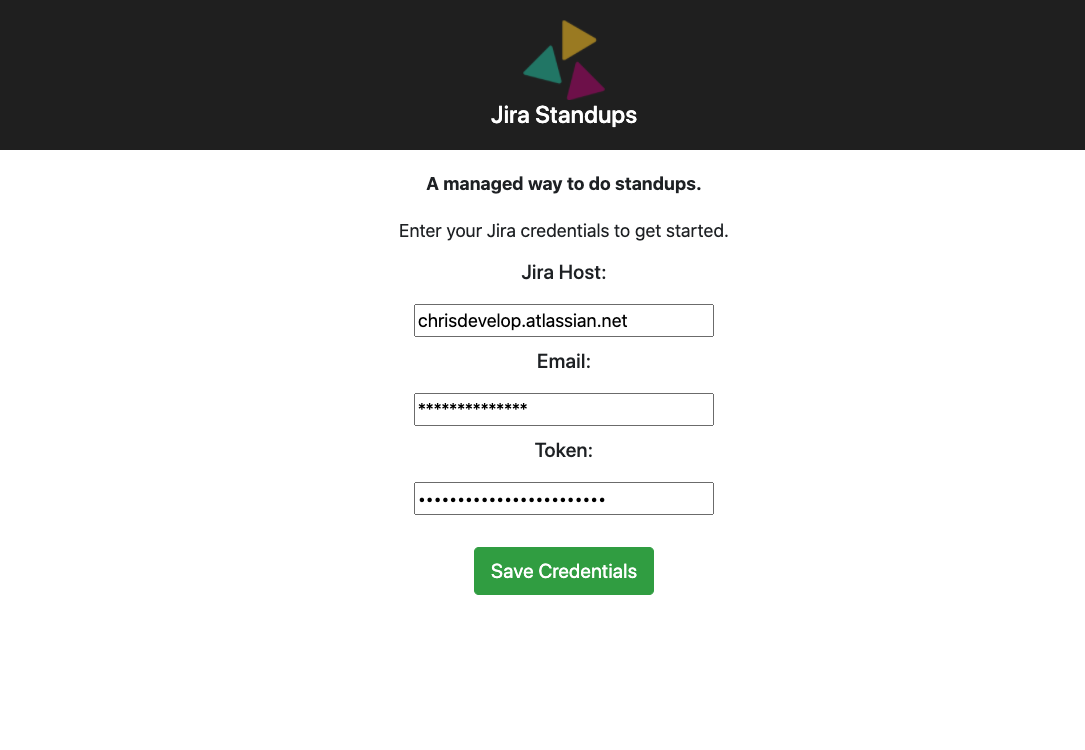 Jira Standups
A managed way to do standups.
Enter your Jira credentials to get started.
Jira Host:
chrisdevelop.atlassian.net
Email:
**************
Token:
••••••••••••••••••••••••
Save Credentials